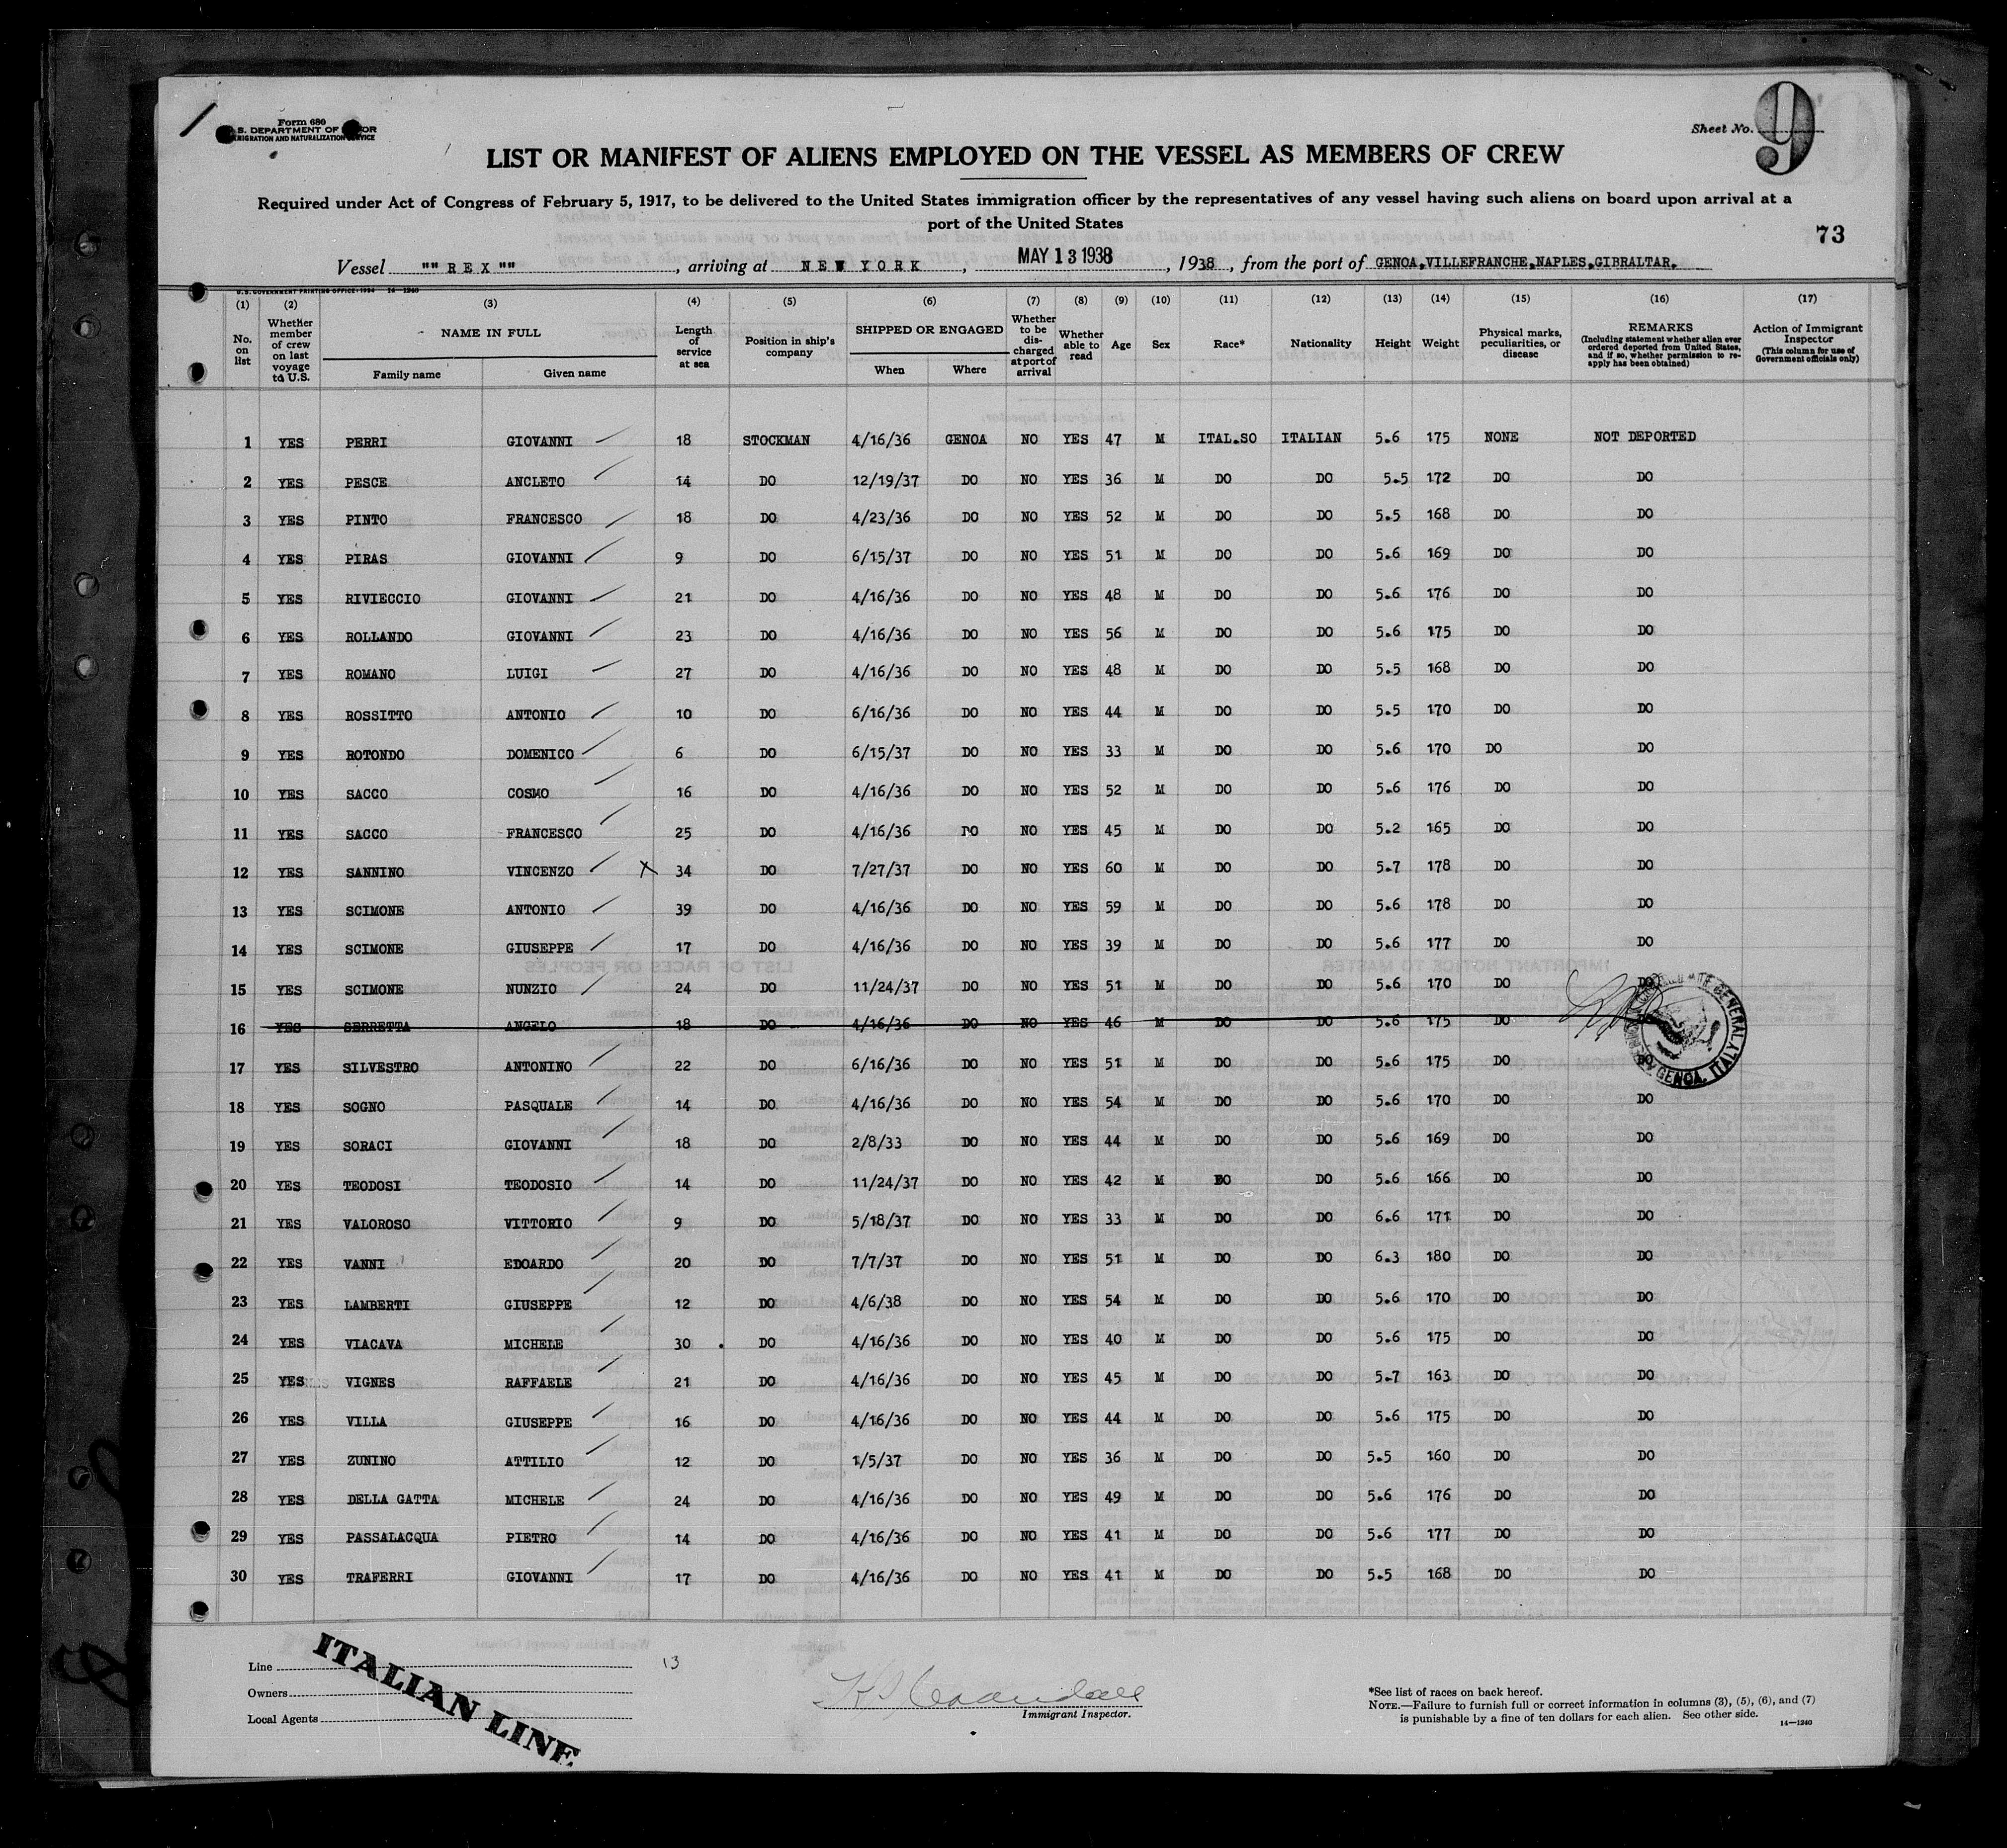 Form 680
U.S. DEPARTMENT OF LABOR
IMMIGRATION AND NATURALIZATION SERVICE
Sheet No. 9
LIST OR MANIFEST OF ALIENS EMPLOYED ON THE VESSEL AS MEMBERS OF CREW
Required under Act of Congress of February 5, 1917, to be delivered to the United States immigration officer by the representatives of any vessel having such aliens on board upon arrival at a
port of the United States
73
Vessel ""REX"", arriving at NEW YORK, MAY 13 1938, 1938, from the port of GENOA,VILLEFRANCHE,NAPLES,GIBRALTAR.
U.S. GOVERNMENT PRINTING OFFICE: 1934 14—1240
(1) (2) (3) (4) (5) (6) (7) (8) (9) (10) (11) (12) (13) (14) (15) (16) (17)
No. on list
Whether member of crew on last voyage to U.S.
NAME IN FULL
Family name Given name
Length of service at sea
Position in ship's company
SHIPPED OR ENGAGED
When Where
Whether to be discharged at port of arrival
Whether able to read
Age
Sex
Race*
Nationality
Height
Weight
Physical marks, peculiarities, or disease
REMARKS
(Including statement whether alien ever ordered deported from United States, and if so, whether permission to reapply has been obtained)
Action of Immigrant Inspector
(This column for use of Government officials only)
1 YES PERRI GIOVANNI 18 STOCKMAN 4/16/36 GENOA NO YES 47 M ITAL.SO ITALIAN 5.6 175 NONE NOT DEPORTED
2 YES PESCE ANCLETO 14 DO 12/19/37 DO NO YES 36 M DO DO 5.5 172 DO DO
3 YES PINTO FRANCESCO 18 DO 4/23/36 DO NO YES 52 M DO DO 5.5 168 DO DO
4 YES PIRAS GIOVANNI 9 DO 6/15/37 DO NO YES 51 M DO DO 5.6 169 DO DO
5 YES RIVIECCIO GIOVANNI 21 DO 4/16/36 DO NO YES 48 M DO DO 5.6 176 DO DO
6 YES ROLLANDO GIOVANNI 23 DO 4/16/36 DO NO YES 56 M DO DO 5.6 175 DO DO
7 YES ROMANO LUIGI 27 DO 4/16/36 DO NO YES 48 M DO DO 5.5 168 DO DO
8 YES ROSSITTO ANTONIO 10 DO 6/16/36 DO NO YES 44 M DO DO 5.5 170 DO DO
9 YES ROTONDO DOMENICO 6 DO 6/15/37 DO NO YES 33 M DO DO 5.6 170 DO DO
10 YES SACCO COSMO 16 DO 4/16/36 DO NO YES 52 M DO DO 5.6 176 DO DO
11 YES SACCO FRANCESCO 25 DO 4/16/36 DO NO YES 45 M DO DO 5.2 165 DO DO
12 YES SANNINO VINCENZO X 34 DO 7/27/37 DO NO YES 60 M DO DO 5.7 178 DO DO
13 YES SCIMONE ANTONIO 39 DO 4/16/36 DO NO YES 59 M DO DO 5.6 178 DO DO
14 YES SCIMONE GIUSEPPE 17 DO 4/16/36 DO NO YES 39 M DO DO 5.6 177 DO DO
15 YES SCIMONE NUNZIO 24 DO 11/24/37 DO NO YES 51 M DO DO 5.6 170 DO DO
16 YES SERRETTA ANGELO 18 DO 4/16/36 DO NO YES 46 M DO DO 5.6 175 DO
GENERAL GENOA, ITALY
17 YES SILVESTRO ANTONINO 22 DO 6/16/36 DO NO YES 51 M DO DO 5.6 175 DO DO
18 YES SOGNO PASQUALE 14 DO 4/16/36 DO NO YES 54 M DO DO 5.6 170 DO DO
19 YES SORACI GIOVANNI 18 DO 2/8/33 DO NO YES 44 M DO DO 5.6 169 DO DO
20 YES TEODOSI TEODOSIO 14 DO 11/24/37 DO NO YES 42 M DO DO 5.6 166 DO DO
21 YES VALOROSO VITTORIO 9 DO 5/18/37 DO NO YES 33 M DO DO 6.6 171 DO DO
22 YES VANNI EDOARDO 20 DO 7/7/37 DO NO YES 51 M DO DO 6.3 180 DO DO
23 YES LAMBERTI GIUSEPPE 12 DO 4/6/38 DO NO YES 54 M DO DO 5.6 170 DO DO
24 YES VIACAVA MICHELE 30 DO 4/16/36 DO NO YES 40 M DO DO 5.6 175 DO DO
25 YES VIGNES RAFFAELE 21 DO 4/16/36 DO NO YES 45 M DO DO 5.7 163 DO DO
26 YES VILLA GIUSEPPE 16 DO 4/16/36 DO NO YES 44 M DO DO 5.6 175 DO DO
27 YES ZUNINO ATTILIO 12 DO 1/5/37 DO NO YES 36 M DO DO 5.5 160 DO DO
28 YES DELLA GATTA MICHELE 24 DO 4/16/36 DO NO YES 49 M DO DO 5.6 176 DO DO
29 YES PASSALACQUA PIETRO 14 DO 4/16/36 DO NO YES 41 M DO DO 5.6 177 DO DO
30 YES TRAFERRI GIOVANNI 17 DO 4/16/36 DO NO YES 41 M DO DO 5.5 168 DO DO
Line
Owners
Local Agents
ITALIAN LINE
13
Immigrant Inspector.
*See list of races on back hereof.
NOTE.—Failure to furnish full or correct information in columns (3), (5), (6), and (7)
is punishable by a fine of ten dollars for each alien. See other side.
14—1240